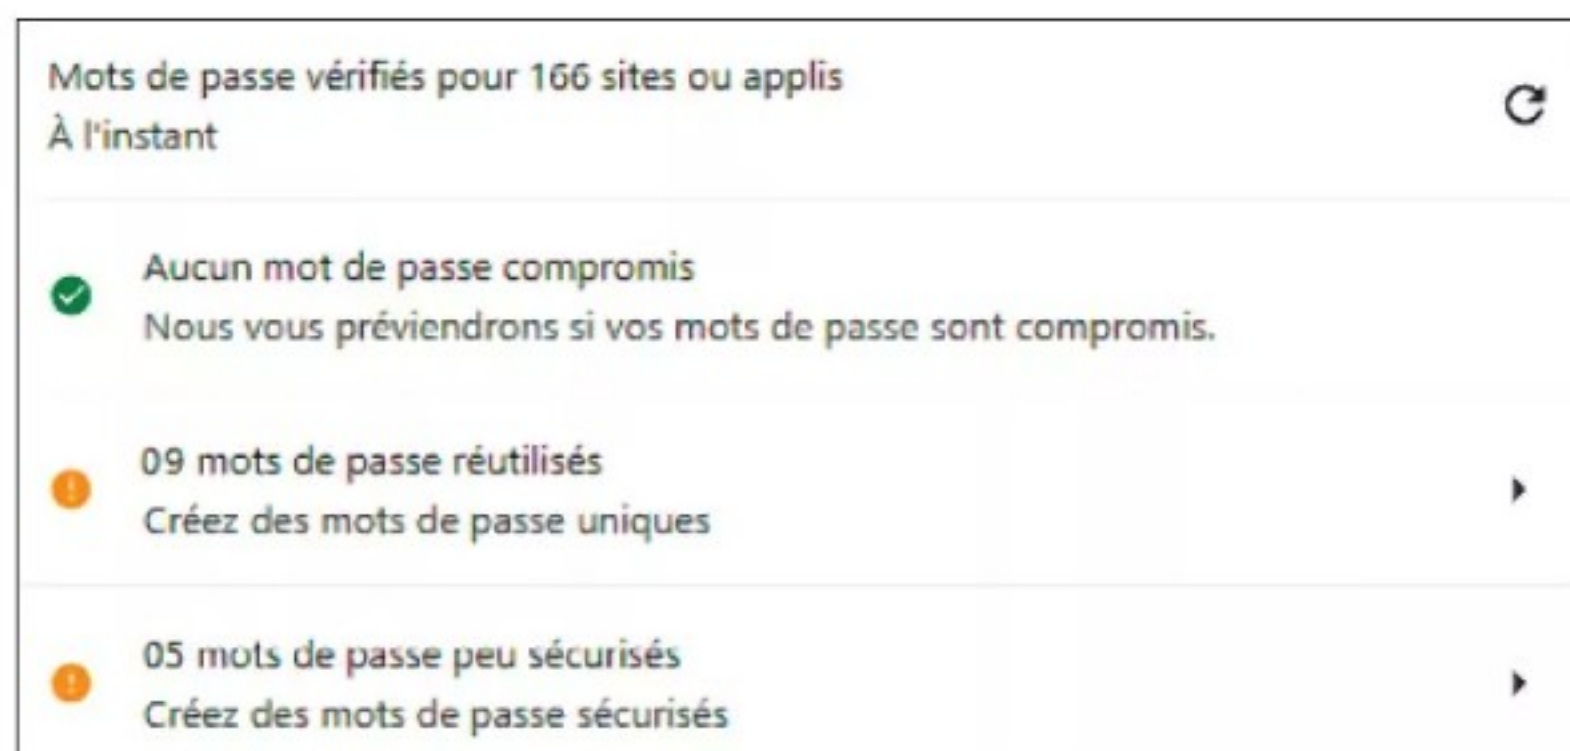 Mots de passe vérifiés pour 166 sites ou applis
À l'instant
Aucun mot de passe compromis
Nous vous préviendrons si vos mots de passe sont compromis.
09 mots de passe réutilisés
Créez des mots de passe uniques
05 mots de passe peu sécurisés
Créez des mots de passe sécurisés